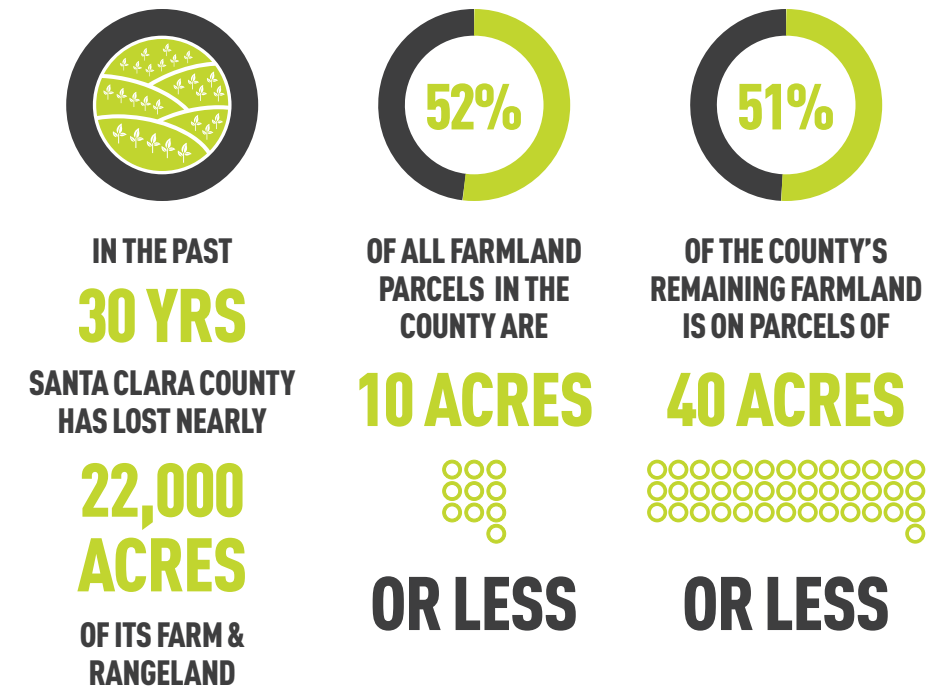 IN THE PAST
30 YRS
SANTA CLARA COUNTY
HAS LOST NEARLY
22,000
ACRES
OF ITS FARM &
RANGELAND
52%
OF ALL FARMLAND
PARCELS IN THE
COUNTY ARE
10 ACRES
OR LESS
51%
OF THE COUNTY'S
REMAINING FARMLAND
IS ON PARCELS OF
40 ACRES
OR LESS